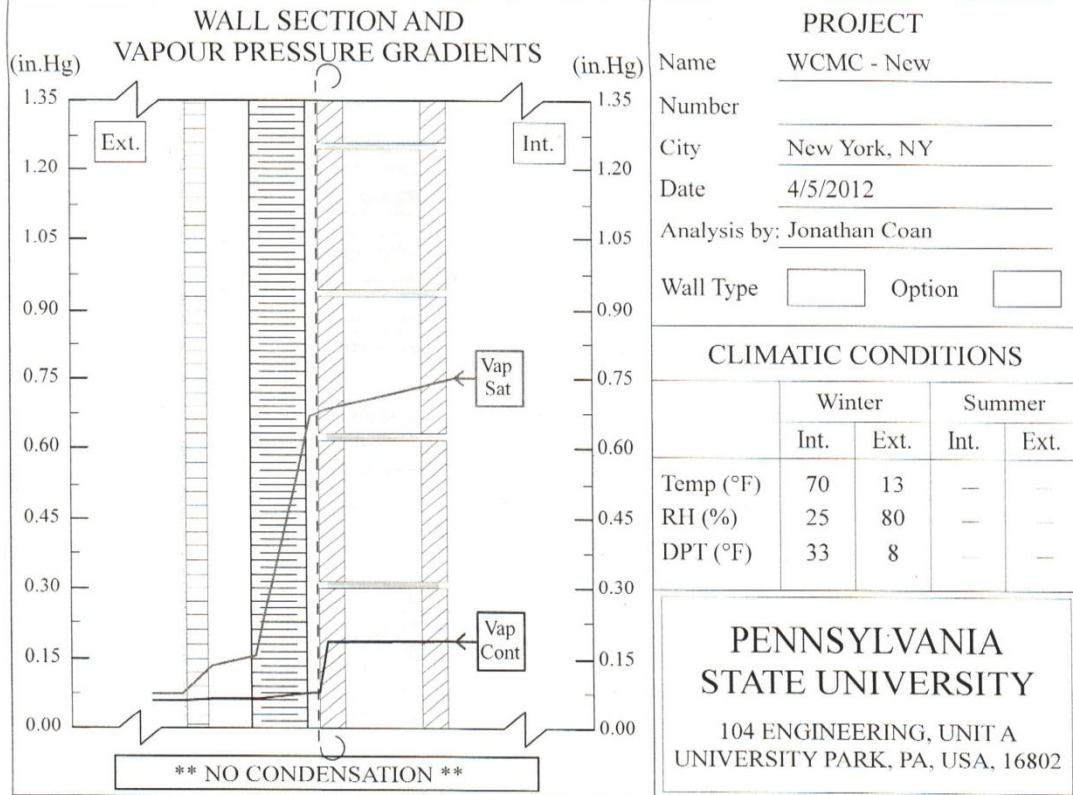 WALL SECTION AND
VAPOUR PRESSURE GRADIENTS
(in.Hg)
(in.Hg)
1.35
1.20
1.05
0.90
0.75
0.60
0.45
0.30
0.15
0.00
Ext.
Int.
1.35
1.20
1.05
0.90
0.75
0.60
0.45
0.30
0.15
0.00
Vap
Sat
Vap
Cont
** NO CONDENSATION **
PROJECT
Name WCMC - New
Number
City New York, NY
Date 4/5/2012
Analysis by: Jonathan Coan
Wall Type Option
CLIMATIC CONDITIONS
Winter Summer
Int. Ext. Int. Ext.
Temp (°F) 70 13 — —
RH (%) 25 80 — —
DPT (°F) 33 8 — —
PENNSYLVANIA
STATE UNIVERSITY
104 ENGINEERING, UNIT A
UNIVERSITY PARK, PA, USA, 16802